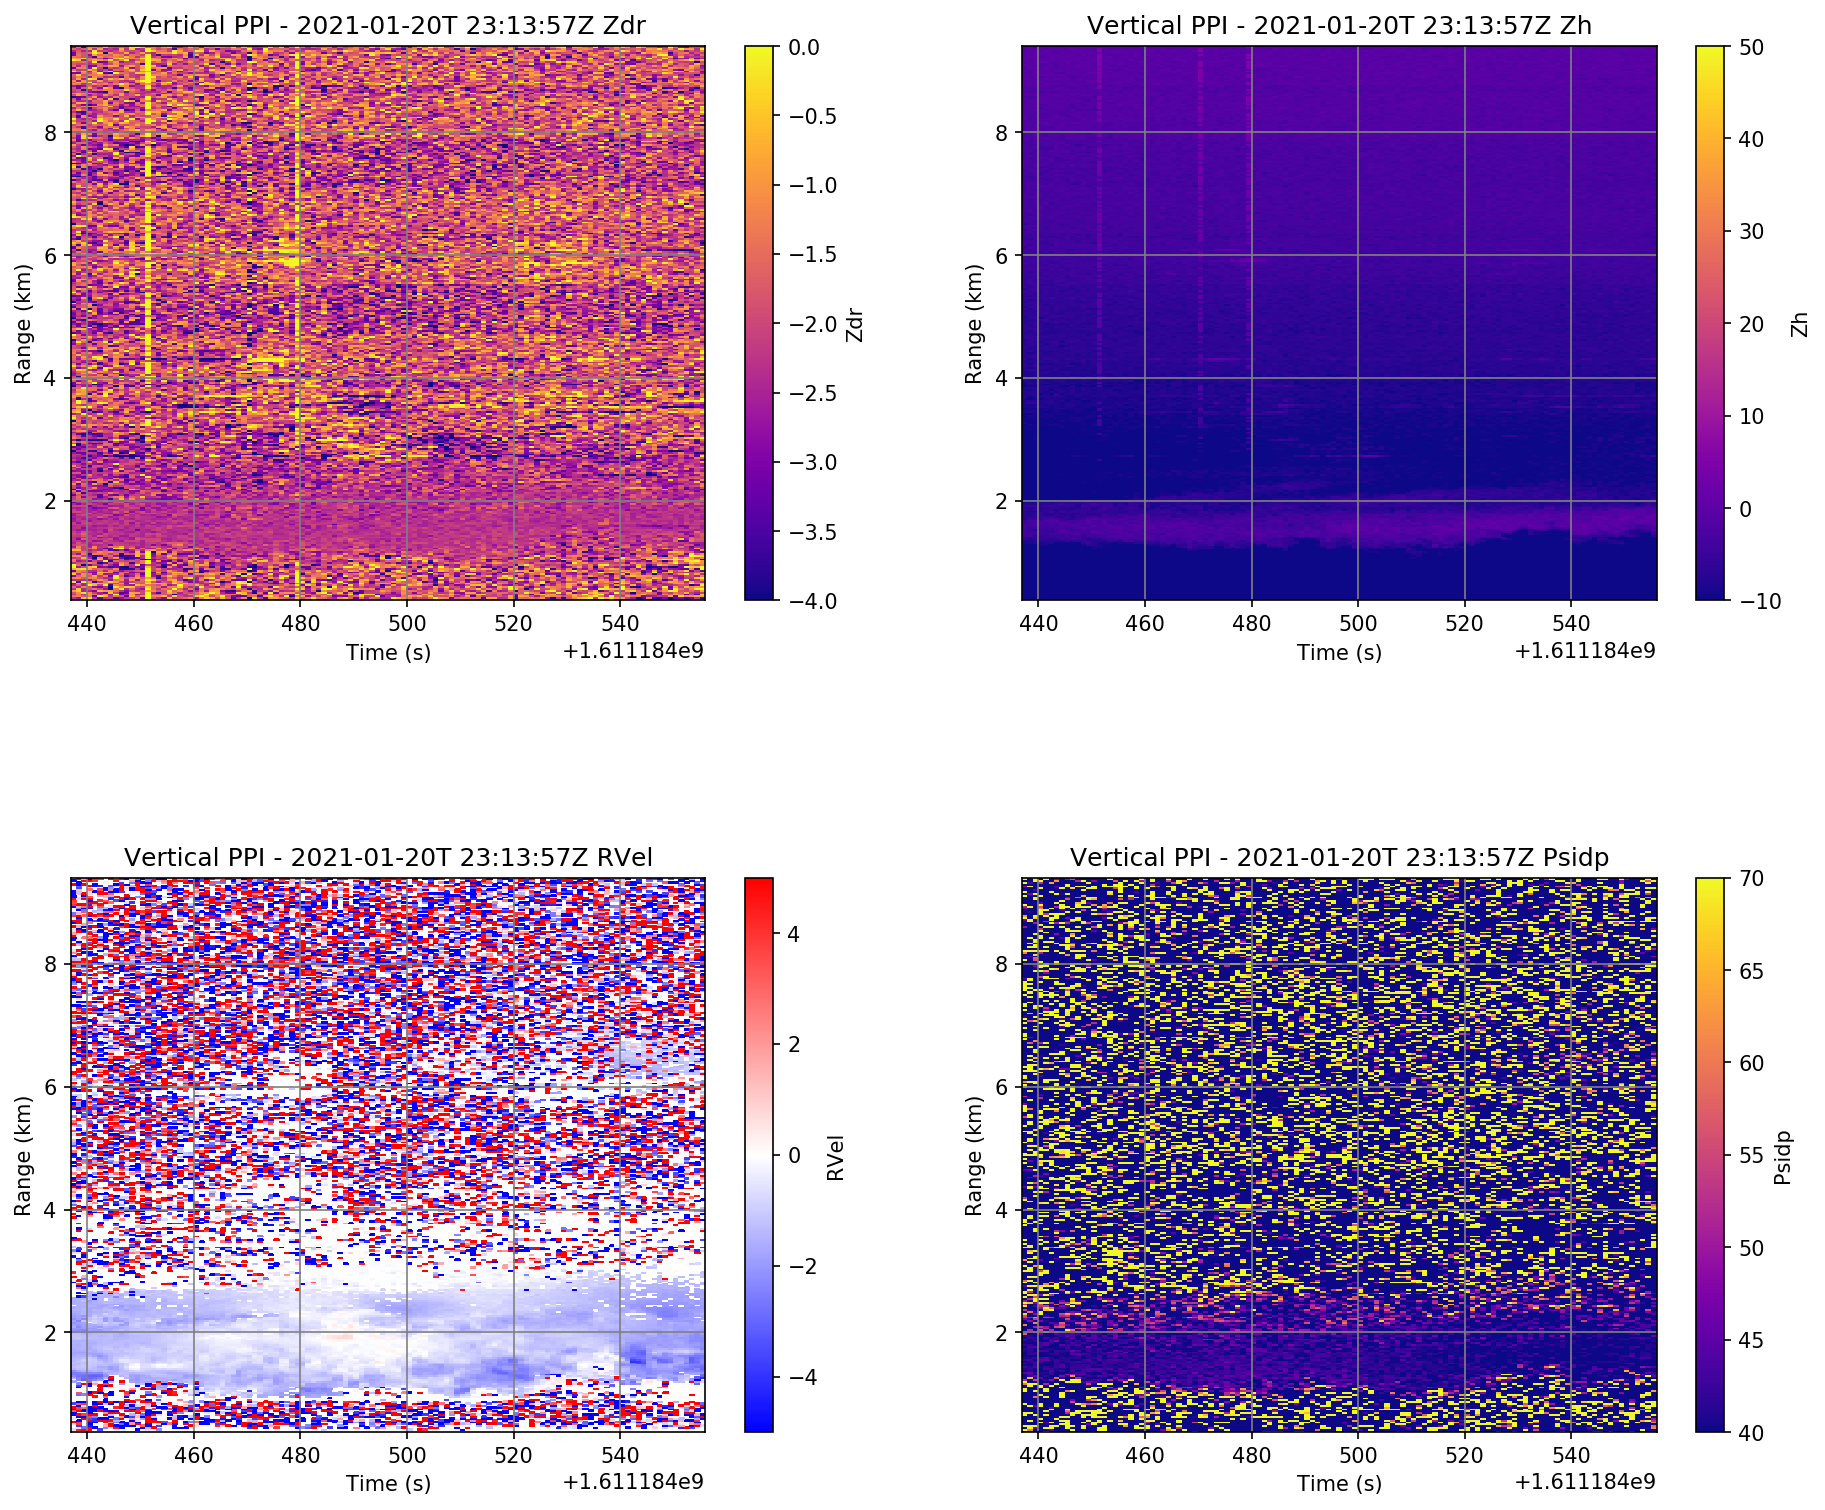 Vertical PPI - 2021-01-20T 23:13:57Z Zdr
Range (km)
8
6
4
2
440 460 480 500 520 540
Time (s)
+1.611184e9
0.0
−0.5
−1.0
−1.5
−2.0
−2.5
−3.0
−3.5
−4.0
Zdr
Vertical PPI - 2021-01-20T 23:13:57Z Zh
Range (km)
8
6
4
2
440 460 480 500 520 540
Time (s)
+1.611184e9
50
40
30
20
10
0
−10
Zh
Vertical PPI - 2021-01-20T 23:13:57Z RVel
Range (km)
8
6
4
2
440 460 480 500 520 540
Time (s)
+1.611184e9
4
2
0
−2
−4
RVel
Vertical PPI - 2021-01-20T 23:13:57Z Psidp
Range (km)
8
6
4
2
440 460 480 500 520 540
Time (s)
+1.611184e9
70
65
60
55
50
45
40
Psidp